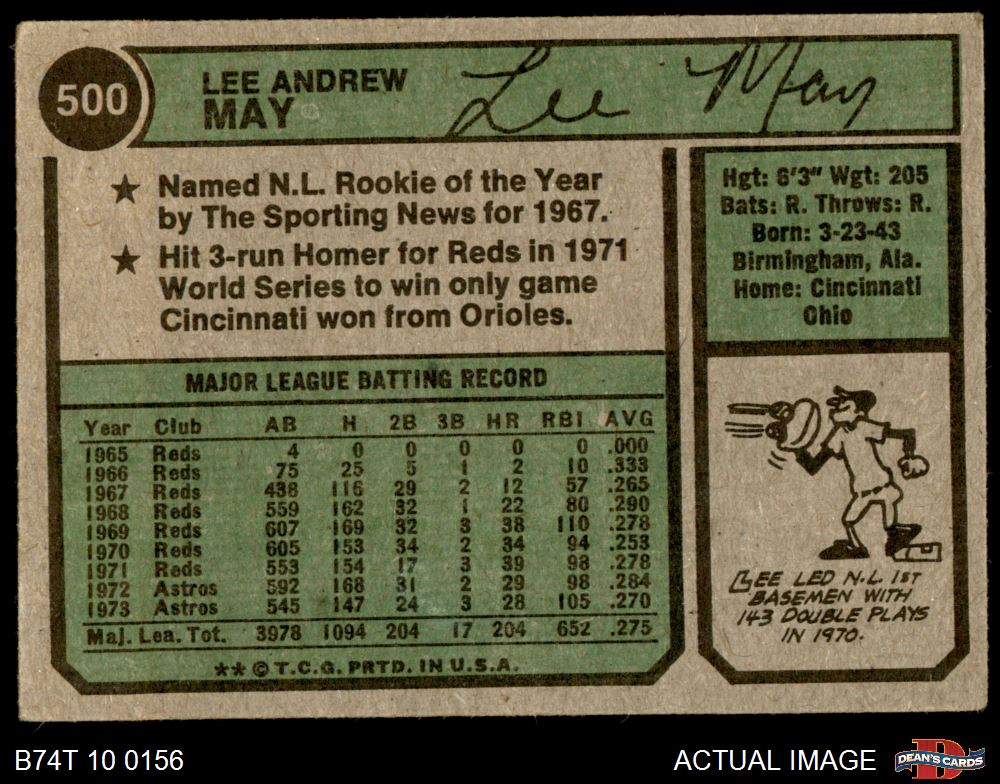 500
LEE ANDREW
MAY
Lee May
★ Named N.L. Rookie of the Year
by The Sporting News for 1967.
★ Hit 3-run Homer for Reds in 1971
World Series to win only game
Cincinnati won from Orioles.
Hgt: 6'3" Wgt: 205
Bats: R. Throws: R.
Born: 3-23-43
Birmingham, Ala.
Home: Cincinnati
Ohio
MAJOR LEAGUE BATTING RECORD
Year Club AB H 2B 3B HR RBI AVG
1965 Reds 4 0 0 0 0 0 .000
1966 Reds 75 25 5 1 2 10 .333
1967 Reds 438 116 29 2 12 57 .265
1968 Reds 559 162 32 1 22 80 .290
1969 Reds 607 169 32 3 38 110 .278
1970 Reds 605 153 34 2 34 94 .253
1971 Reds 553 154 17 3 39 98 .278
1972 Astros 592 168 31 2 29 98 .284
1973 Astros 545 147 24 3 28 105 .270
Maj. Lea. Tot. 3978 1094 204 17 204 652 .275
** © T.C.G. PRTD. IN U.S.A.
LEE LED N.L. 1ST
BASEMEN WITH
143 DOUBLE PLAYS
IN 1970.
B74T 10 0156
ACTUAL IMAGE
DEAN'S CARDS